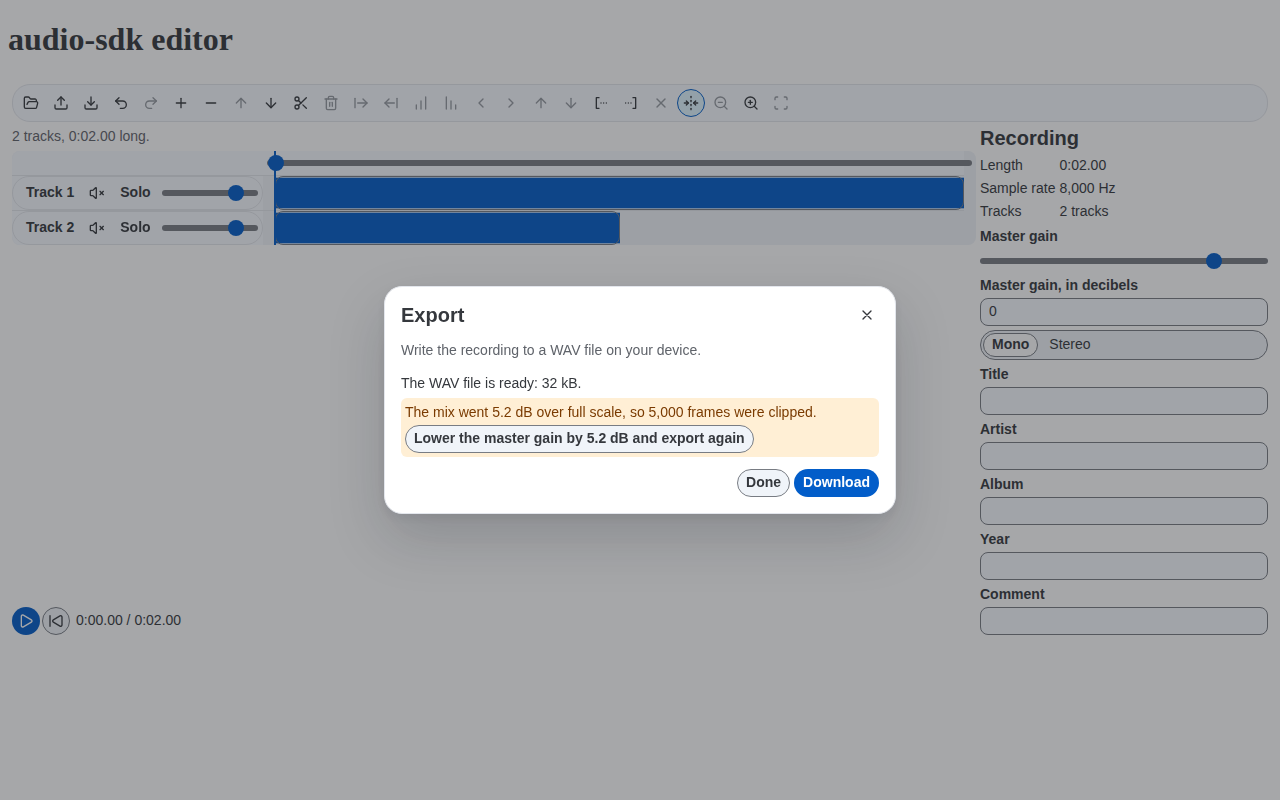 audio-sdk editor
2 tracks, 0:02.00 long.
Track 1 Solo
Track 2 Solo
Recording
Length 0:02.00
Sample rate 8,000 Hz
Tracks 2 tracks
Master gain
Master gain, in decibels
0
Mono Stereo
Title
Artist
Album
Year
Comment
Export
Write the recording to a WAV file on your device.
The WAV file is ready: 32 kB.
The mix went 5.2 dB over full scale, so 5,000 frames were clipped.
Lower the master gain by 5.2 dB and export again
Done Download
0:00.00 / 0:02.00